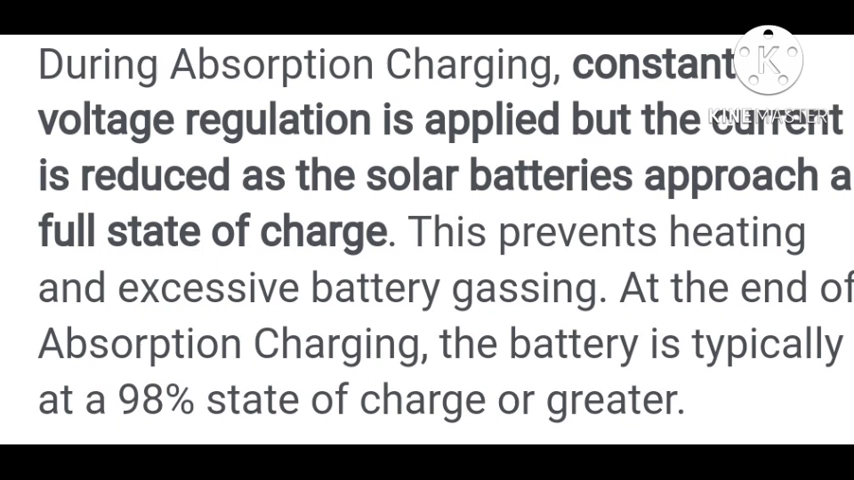 During Absorption Charging, constant
voltage regulation is applied but the current
is reduced as the solar batteries approach a
full state of charge. This prevents heating
and excessive battery gassing. At the end of
Absorption Charging, the battery is typically
at a 98% state of charge or greater.
K
KINEMASTER